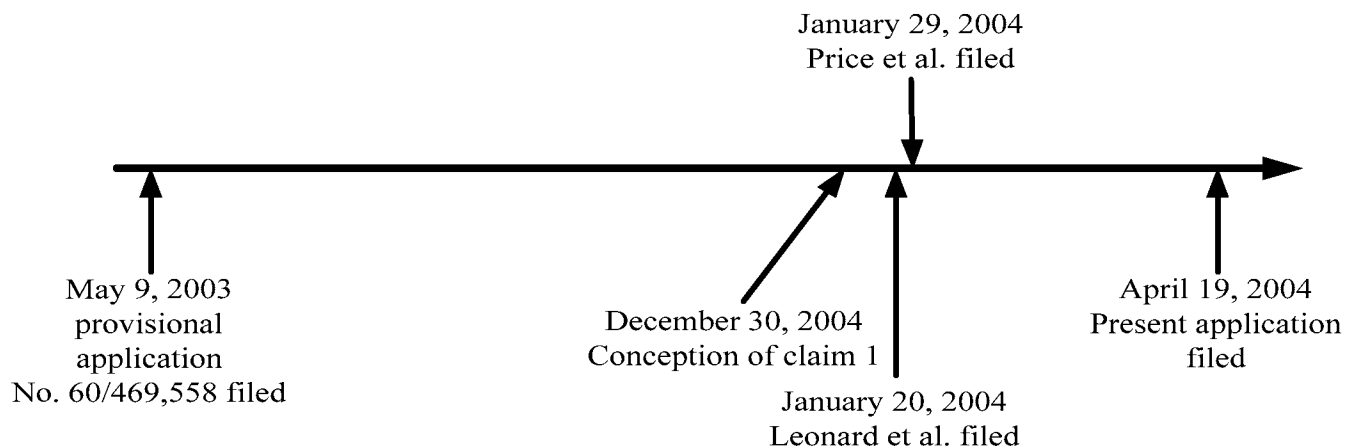 January 29, 2004
Price et al. filed
May 9, 2003
provisional
application
No. 60/469,558 filed
December 30, 2004
Conception of claim 1
January 20, 2004
Leonard et al. filed
April 19, 2004
Present application
filed